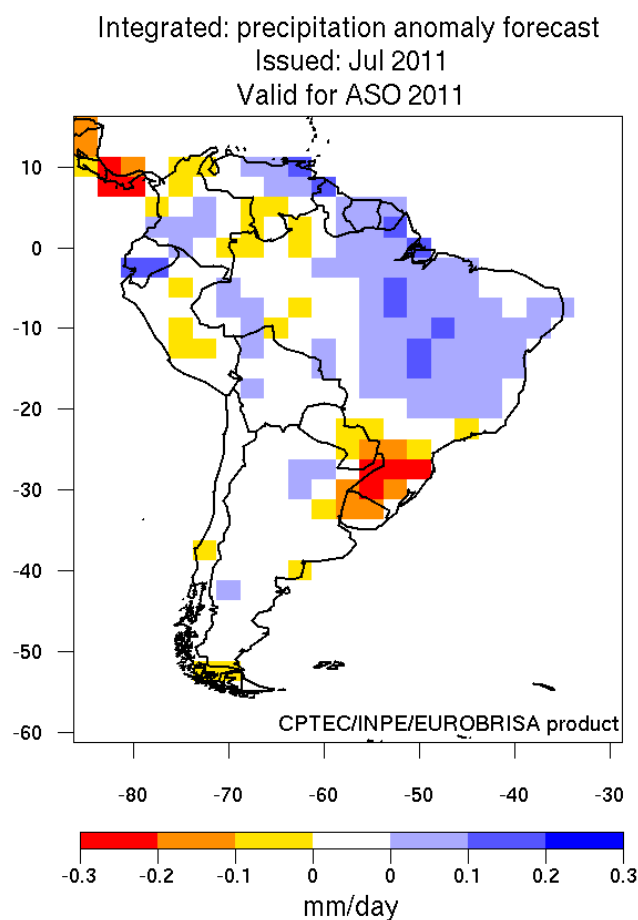 Integrated: precipitation anomaly forecast
Issued: Jul 2011
Valid for ASO 2011
10
0
-10
-20
-30
-40
-50
-60
CPTEC/INPE/EUROBRISA product
-80 -70 -60 -50 -40 -30
-0.3 -0.2 -0.1 0 0 0.1 0.2 0.3
mm/day